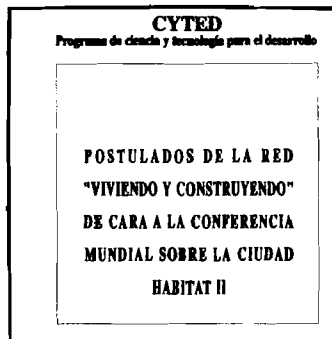 CYTED
Programa de ciencia y tecnología para el desarrollo
POSTULADOS DE LA RED
"VIVIENDO Y CONSTRUYENDO"
DE CARA A LA CONFERENCIA
MUNDIAL SOBRE LA CIUDAD
HABITAT II